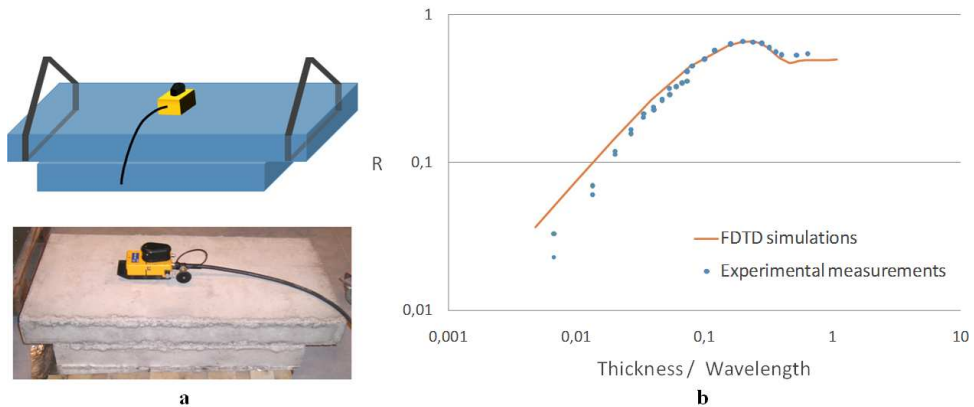 1
R
0,1
FDTD simulations
Experimental measurements
0,01
0,001
0,01
0,1
1
10
Thickness / Wavelength
a
b